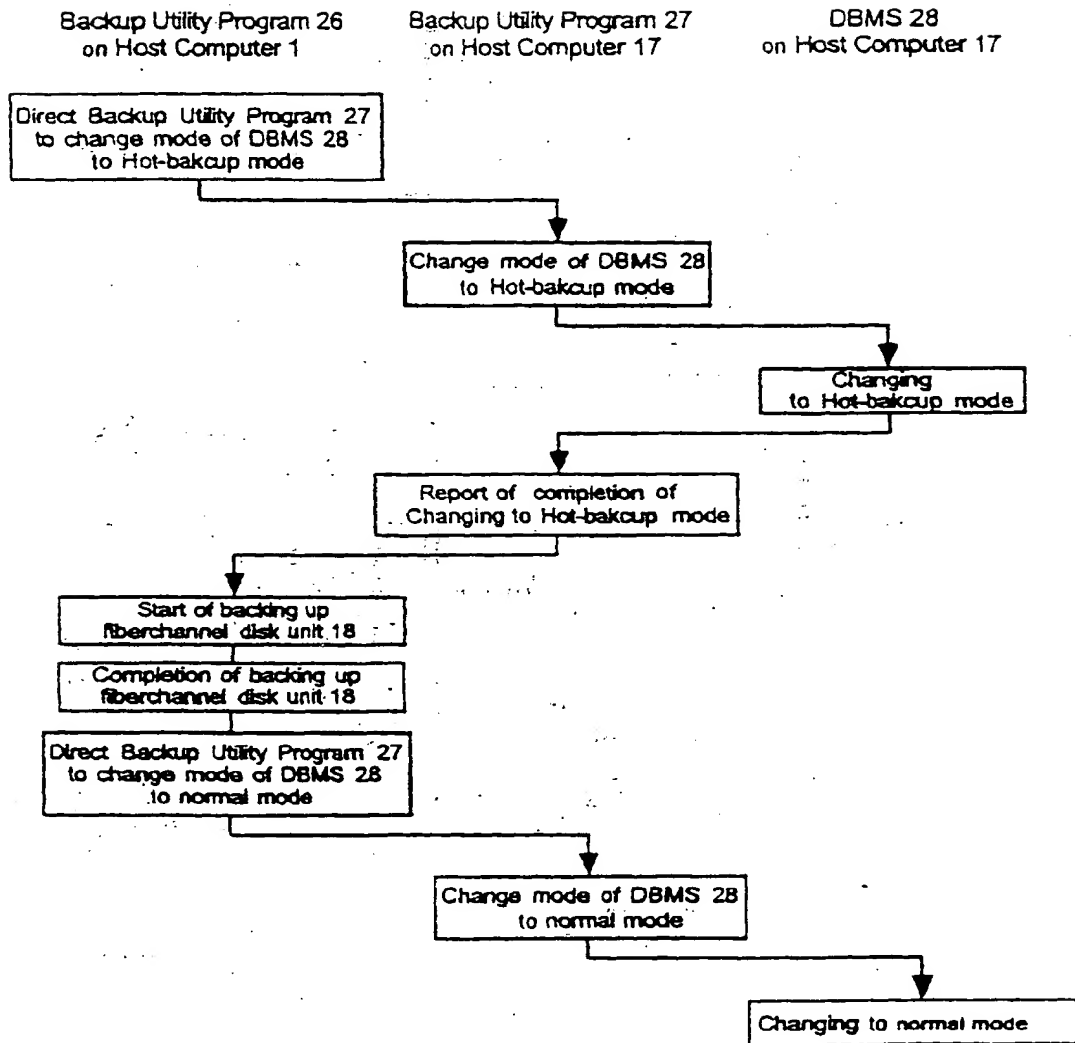 Backup Utility Program 26
on Host Computer 1
Backup Utility Program 27
on Host Computer 17
DBMS 28
on Host Computer 17
Direct Backup Utility Program 27
to change mode of DBMS 28
to Hot-bakcup mode
Change mode of DBMS 28
to Hot-bakcup mode
Changing
to Hot-bakcup mode
Report of completion of
Changing to Hot-bakcup mode
Start of backing up
fiberchannel disk unit 18
Completion of backing up
fiberchannel disk unit 18
Direct Backup Utility Program 27
to change mode of DBMS 28
to normal mode
Change mode of DBMS 28
to normal mode
Changing to normal mode